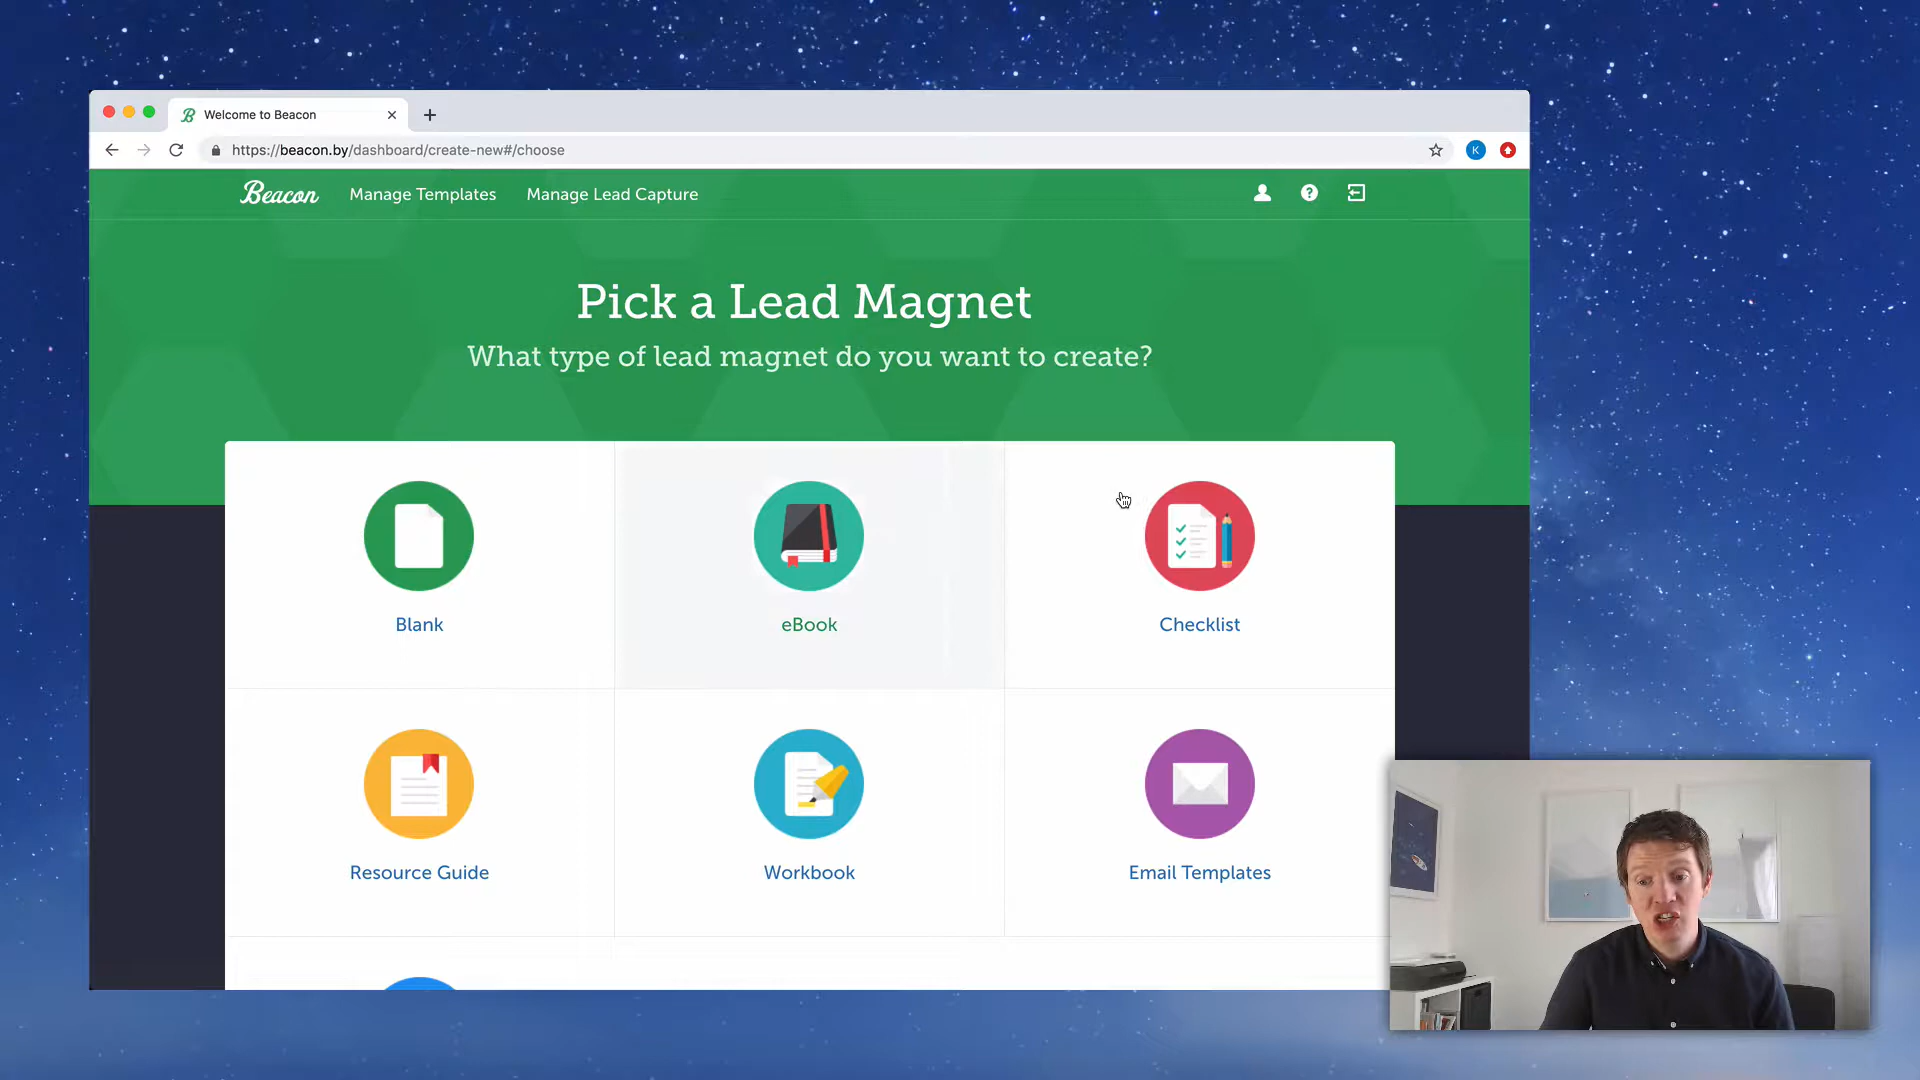 Welcome to Beacon
https://beacon.by/dashboard/create-new#/choose
K
Beacon
Manage Templates
Manage Lead Capture
?
Pick a Lead Magnet
What type of lead magnet do you want to create?
Blank
eBook
Checklist
Resource Guide
Workbook
Email Templates